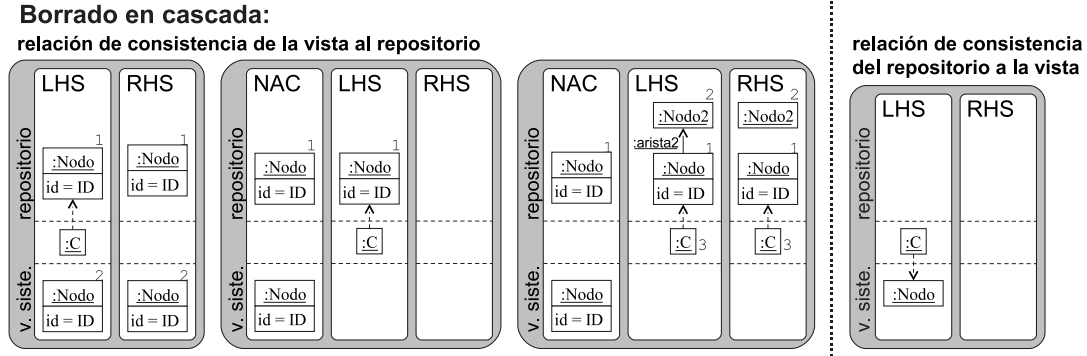 Borrado en cascada:
relación de consistencia de la vista al repositorio
LHS RHS
repositorio
1 1
:Nodo :Nodo
id = ID id = ID
:C
v. siste.
2 2
:Nodo :Nodo
id = ID id = ID
NAC LHS RHS
repositorio
1 1
:Nodo :Nodo
id = ID id = ID
:C
v. siste.
:Nodo
id = ID
NAC LHS RHS
repositorio
2 2
:Nodo2 :Nodo2
:arista2
1 1 1
:Nodo :Nodo :Nodo
id = ID id = ID id = ID
:C 3 :C 3
v. siste.
:Nodo
id = ID
relación de consistencia
del repositorio a la vista
LHS RHS
repositorio
:C
v. siste.
:Nodo